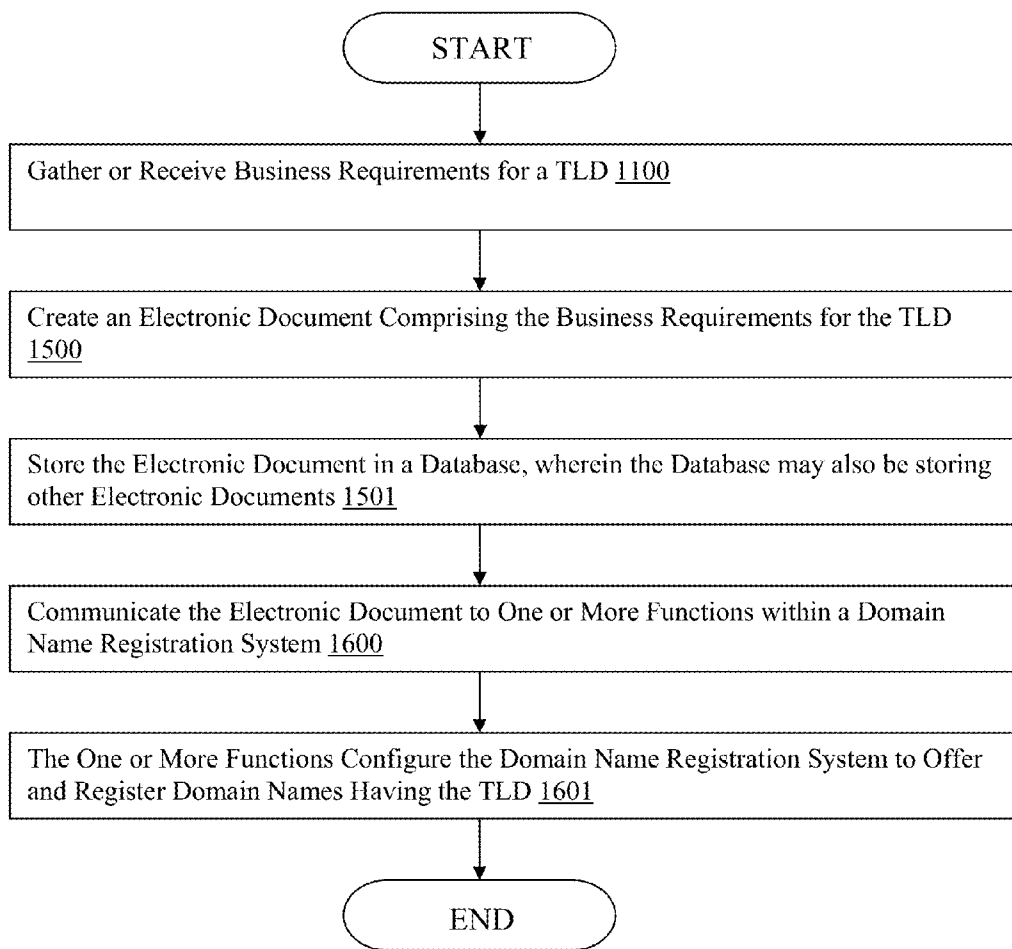 START
Gather or Receive Business Requirements for a TLD 1100
Create an Electronic Document Comprising the Business Requirements for the TLD
1500
Store the Electronic Document in a Database, wherein the Database may also be storing
other Electronic Documents 1501
Communicate the Electronic Document to One or More Functions within a Domain
Name Registration System 1600
The One or More Functions Configure the Domain Name Registration System to Offer
and Register Domain Names Having the TLD 1601
END